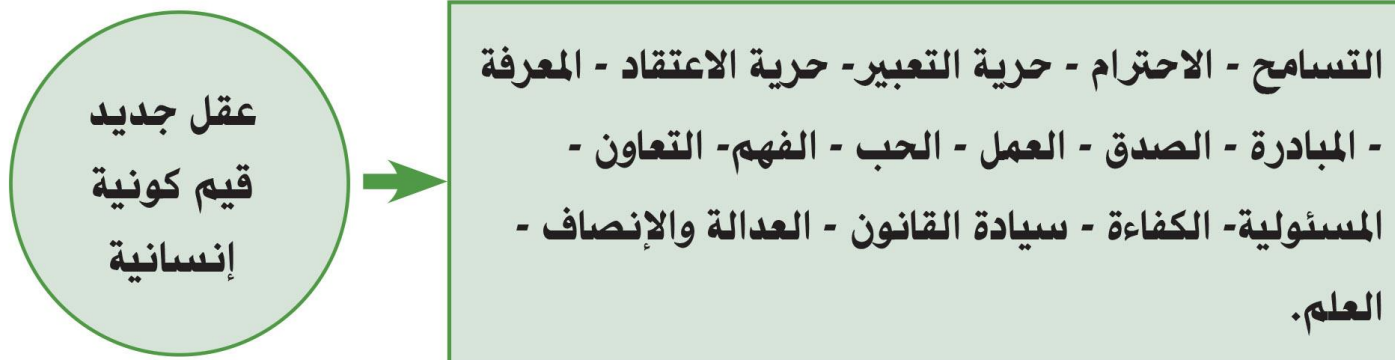 عقل جديد
قيم كونية
إنسانية
التسامح - الاحترام - حرية التعبير- حرية الاعتقاد - المعرفة
- المبادرة - الصدق - العمل - الحب - الفهم- التعاون -
المسئولية- الكفاءة - سيادة القانون - العدالة والإنصاف -
العلم.